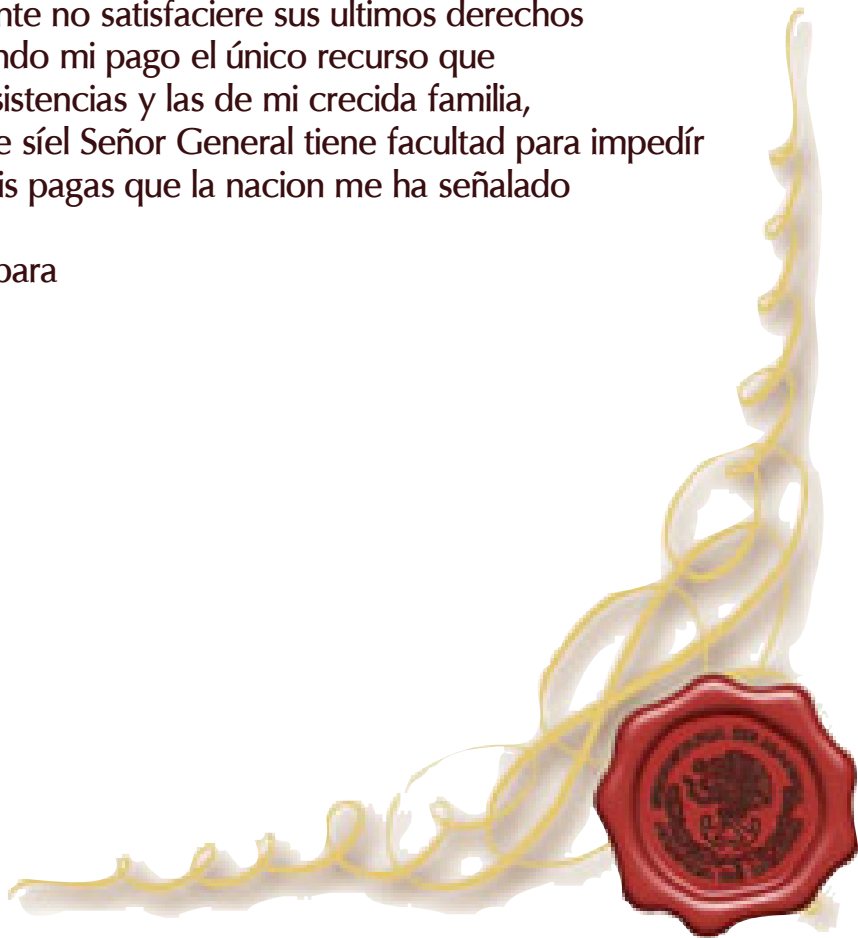 nte no satisfaciere sus ultimos derechos
ndo mi pago el único recurso que
sistencias y las de mi crecida familia,
e síel Señor General tiene facultad para impedír
is pagas que la nacion me ha señalado
para